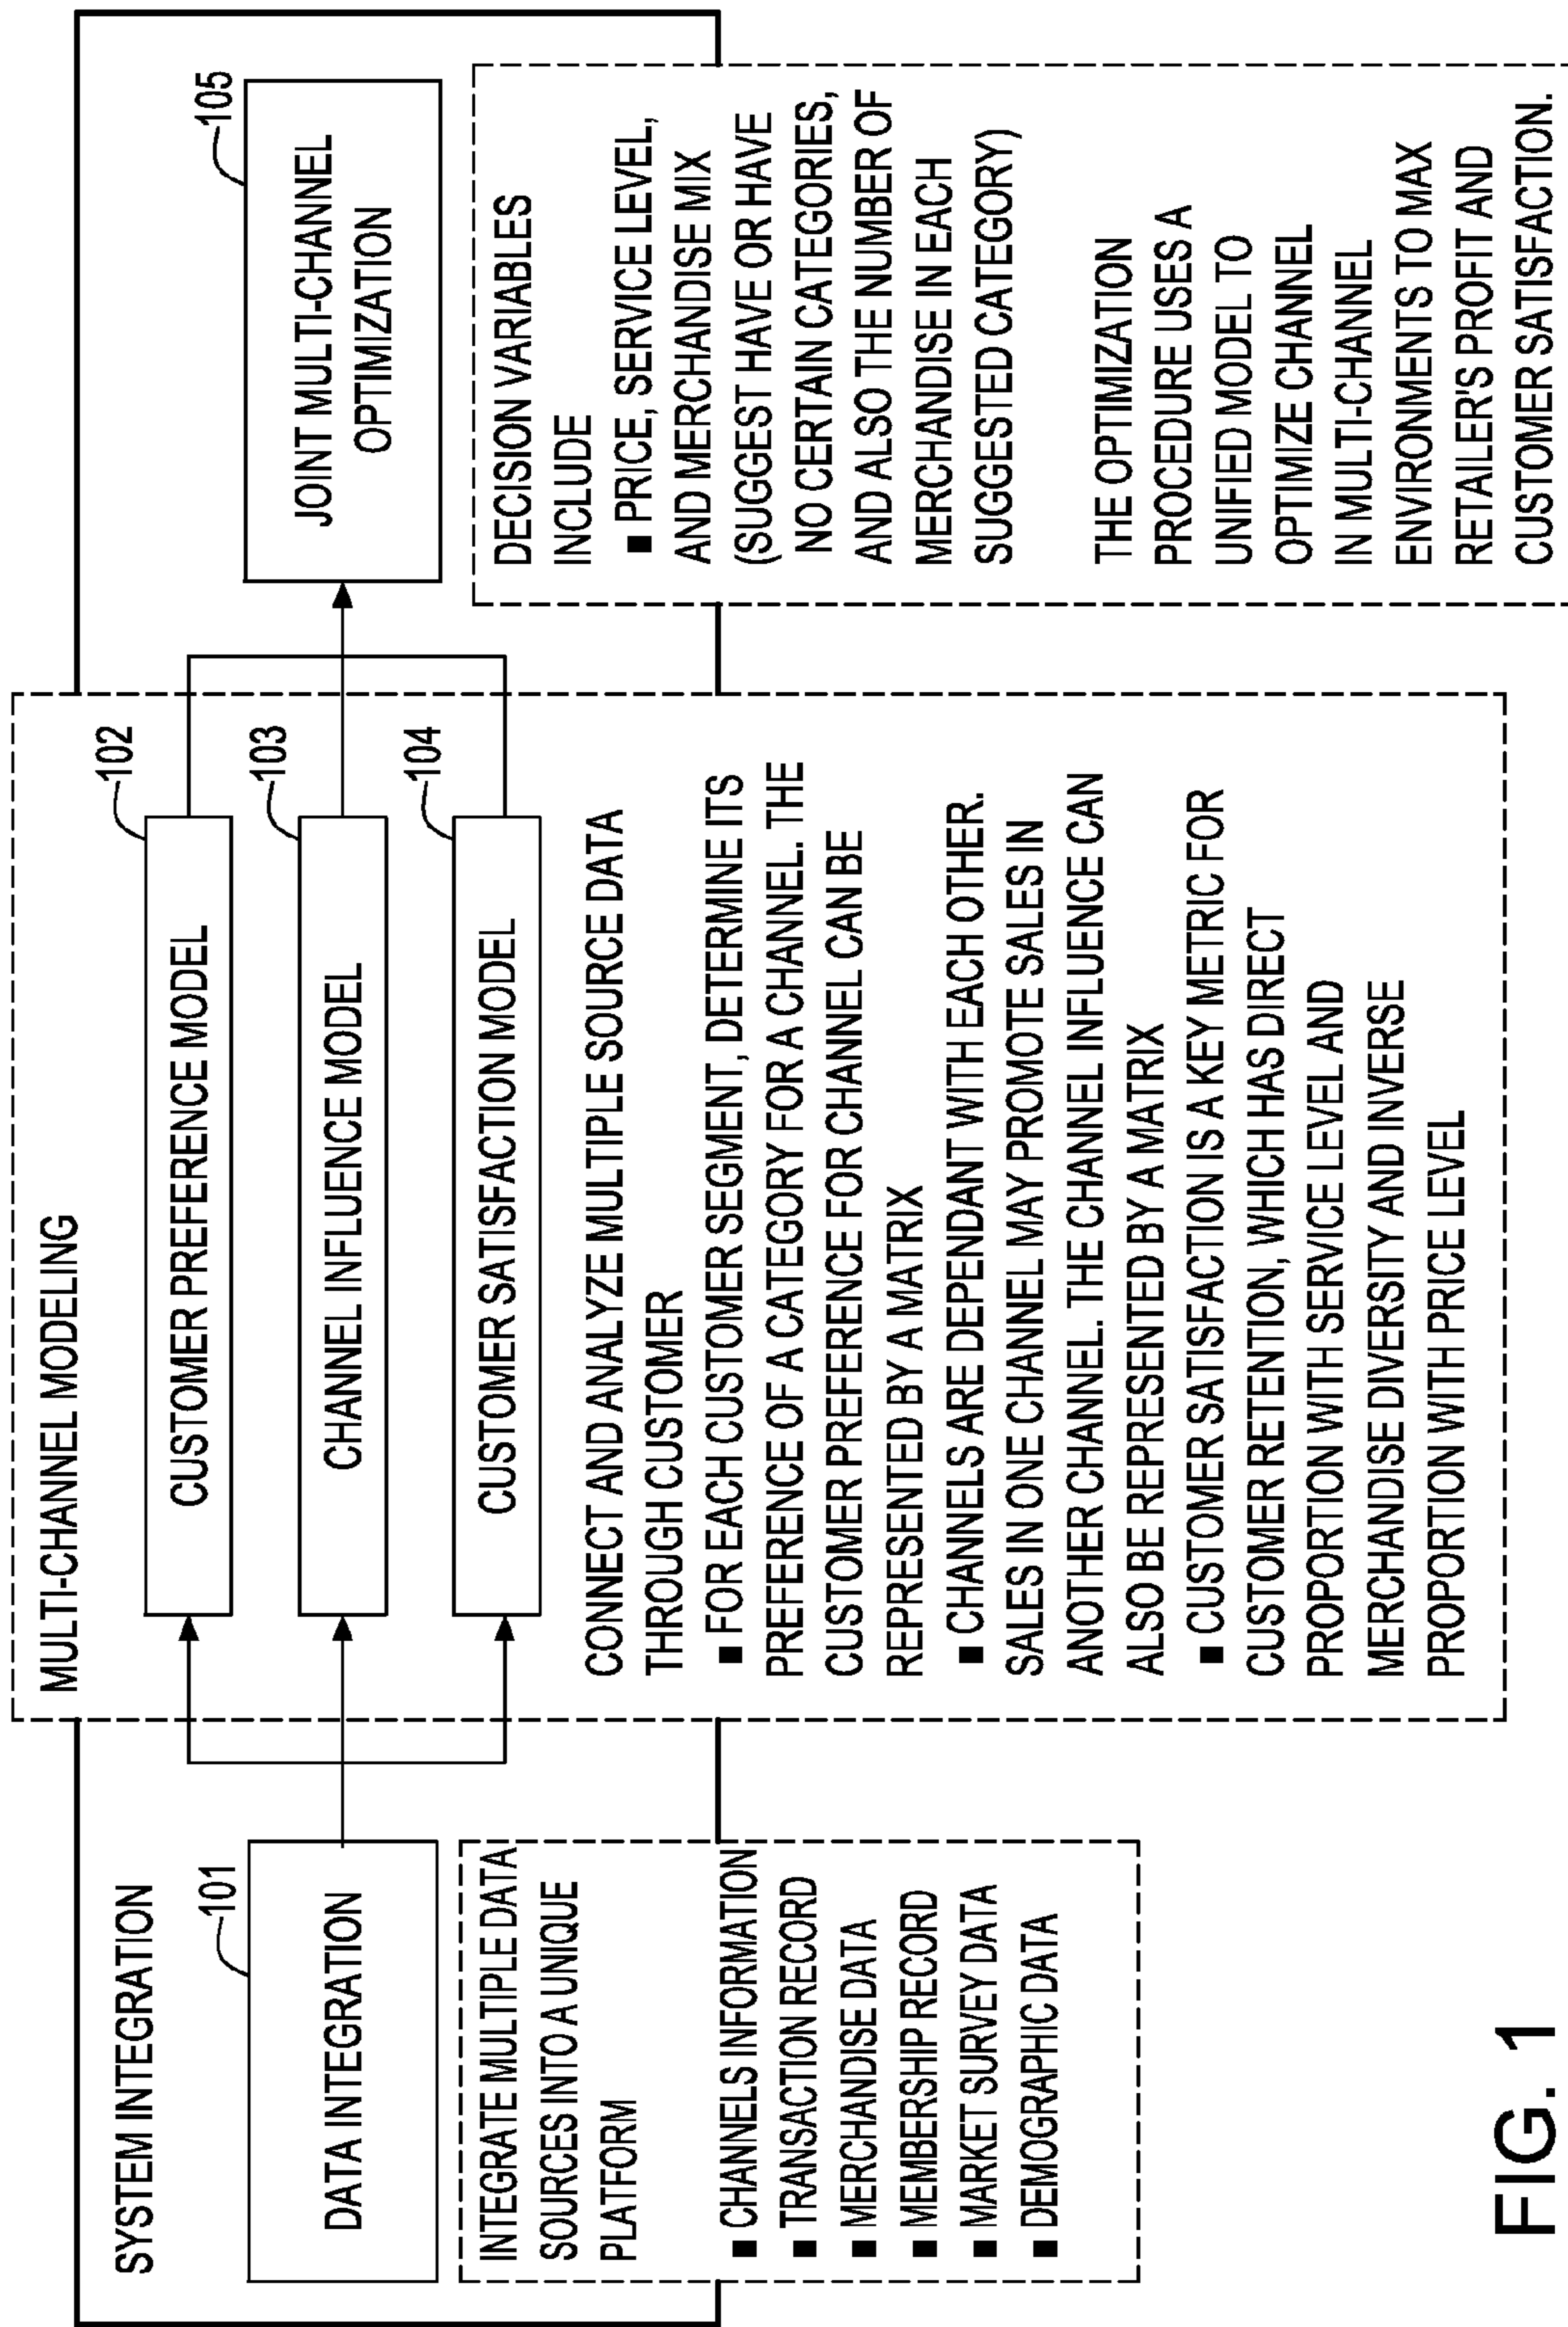 SYSTEM INTEGRATION
101
DATA INTEGRATION
INTEGRATE MULTIPLE DATA
SOURCES INTO A UNIQUE
PLATFORM
■ CHANNELS INFORMATION
■ TRANSACTION RECORD
■ MERCHANDISE DATA
■ MEMBERSHIP RECORD
■ MARKET SURVEY DATA
■ DEMOGRAPHIC DATA
MULTI-CHANNEL MODELING
102
CUSTOMER PREFERENCE MODEL
103
CHANNEL INFLUENCE MODEL
104
CUSTOMER SATISFACTION MODEL
CONNECT AND ANALYZE MULTIPLE SOURCE DATA
THROUGH CUSTOMER
■ FOR EACH CUSTOMER SEGMENT, DETERMINE ITS
PREFERENCE OF A CATEGORY FOR A CHANNEL. THE
CUSTOMER PREFERENCE FOR CHANNEL CAN BE
REPRESENTED BY A MATRIX
■ CHANNELS ARE DEPENDANT WITH EACH OTHER.
SALES IN ONE CHANNEL MAY PROMOTE SALES IN
ANOTHER CHANNEL. THE CHANNEL INFLUENCE CAN
ALSO BE REPRESENTED BY A MATRIX
■ CUSTOMER SATISFACTION IS A KEY METRIC FOR
CUSTOMER RETENTION, WHICH HAS DIRECT
PROPORTION WITH SERVICE LEVEL AND
MERCHANDISE DIVERSITY AND INVERSE
PROPORTION WITH PRICE LEVEL
105
JOINT MULTI-CHANNEL
OPTIMIZATION
DECISION VARIABLES
INCLUDE
■ PRICE, SERVICE LEVEL,
AND MERCHANDISE MIX
(SUGGEST HAVE OR HAVE
NO CERTAIN CATEGORIES,
AND ALSO THE NUMBER OF
MERCHANDISE IN EACH
SUGGESTED CATEGORY)
THE OPTIMIZATION
PROCEDURE USES A
UNIFIED MODEL TO
OPTIMIZE CHANNEL
IN MULTI-CHANNEL
ENVIRONMENTS TO MAX
RETAILER'S PROFIT AND
CUSTOMER SATISFACTION.
FIG. 1